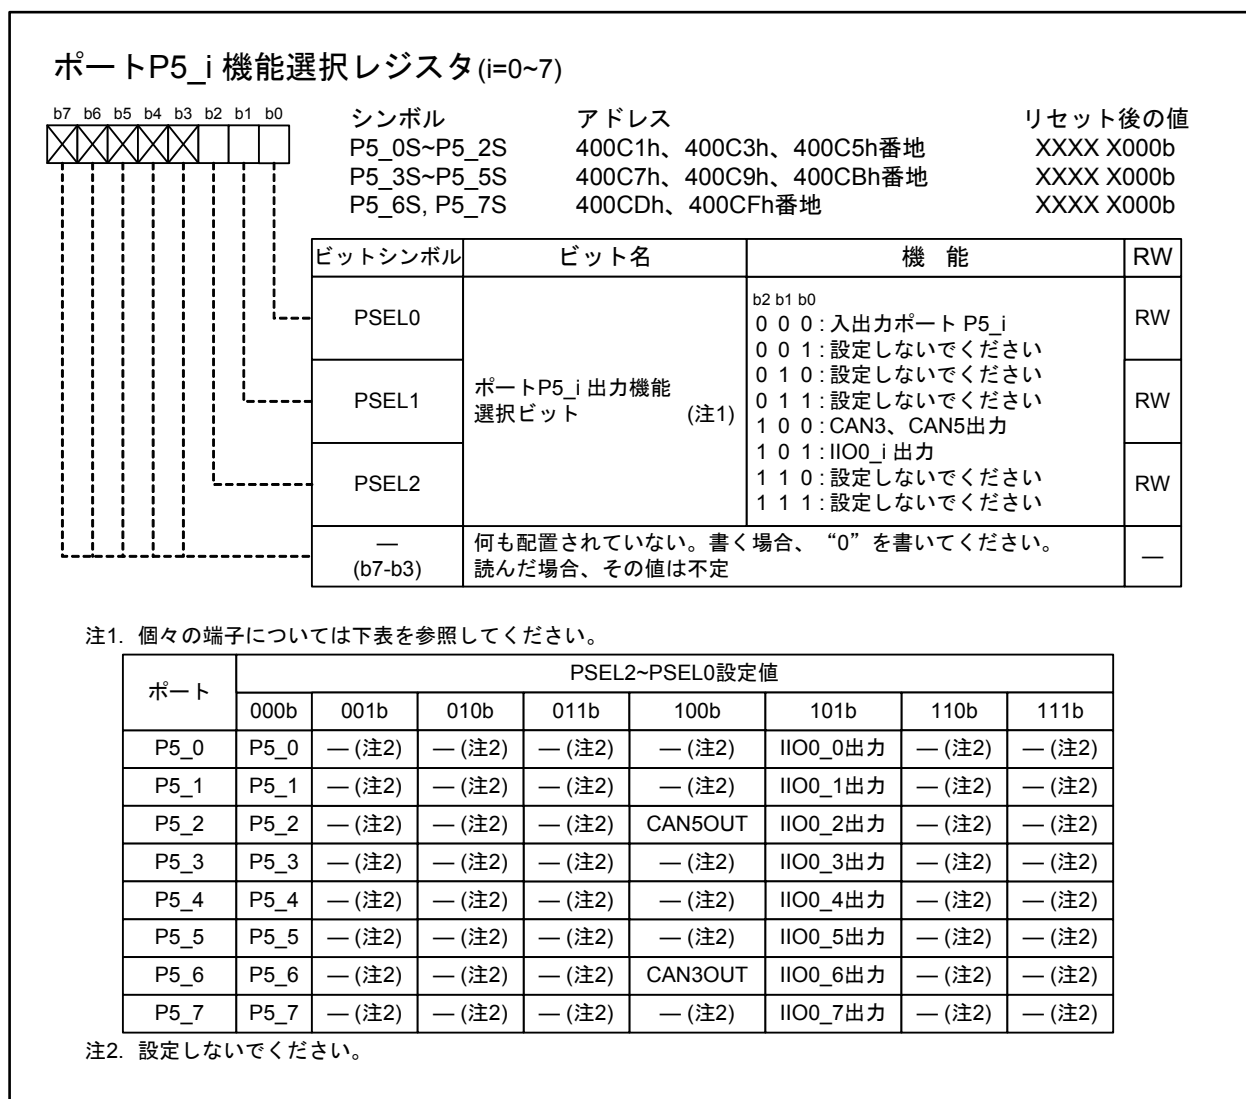 ポートP5_i 機能選択レジスタ(i=0~7)
b7 b6 b5 b4 b3 b2 b1 b0
シンボル アドレス リセット後の値
P5_0S~P5_2S 400C1h、400C3h、400C5h番地 XXXX X000b
P5_3S~P5_5S 400C7h、400C9h、400CBh番地 XXXX X000b
P5_6S, P5_7S 400CDh、400CFh番地 XXXX X000b
ビットシンボル ビット名 機 能 RW
PSEL0 RW
PSEL1 RW
PSEL2 RW
ポートP5_i 出力機能
選択ビット (注1)
b2 b1 b0
0 0 0 : 入出力ポート P5_i
0 0 1 : 設定しないでください
0 1 0 : 設定しないでください
0 1 1 : 設定しないでください
1 0 0 : CAN3、CAN5出力
1 0 1 : IIO0_i 出力
1 1 0 : 設定しないでください
1 1 1 : 設定しないでください
—
(b7-b3)
何も配置されていない。書く場合、“0”を書いてください。
読んだ場合、その値は不定
—
注1. 個々の端子については下表を参照してください。
ポート PSEL2~PSEL0設定値
000b 001b 010b 011b 100b 101b 110b 111b
P5_0 P5_0 — (注2) — (注2) — (注2) — (注2) IIO0_0出力 — (注2) — (注2)
P5_1 P5_1 — (注2) — (注2) — (注2) — (注2) IIO0_1出力 — (注2) — (注2)
P5_2 P5_2 — (注2) — (注2) — (注2) CAN5OUT IIO0_2出力 — (注2) — (注2)
P5_3 P5_3 — (注2) — (注2) — (注2) — (注2) IIO0_3出力 — (注2) — (注2)
P5_4 P5_4 — (注2) — (注2) — (注2) — (注2) IIO0_4出力 — (注2) — (注2)
P5_5 P5_5 — (注2) — (注2) — (注2) — (注2) IIO0_5出力 — (注2) — (注2)
P5_6 P5_6 — (注2) — (注2) — (注2) CAN3OUT IIO0_6出力 — (注2) — (注2)
P5_7 P5_7 — (注2) — (注2) — (注2) — (注2) IIO0_7出力 — (注2) — (注2)
注2. 設定しないでください。